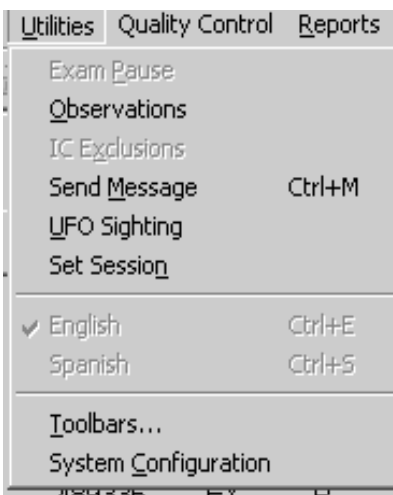 Utilities Quality Control Reports
Exam Pause
Observations
IC Exclusions
Send Message Ctrl+M
UFO Sighting
Set Session
English Ctrl+E
Spanish Ctrl+S
Toolbars...
System Configuration